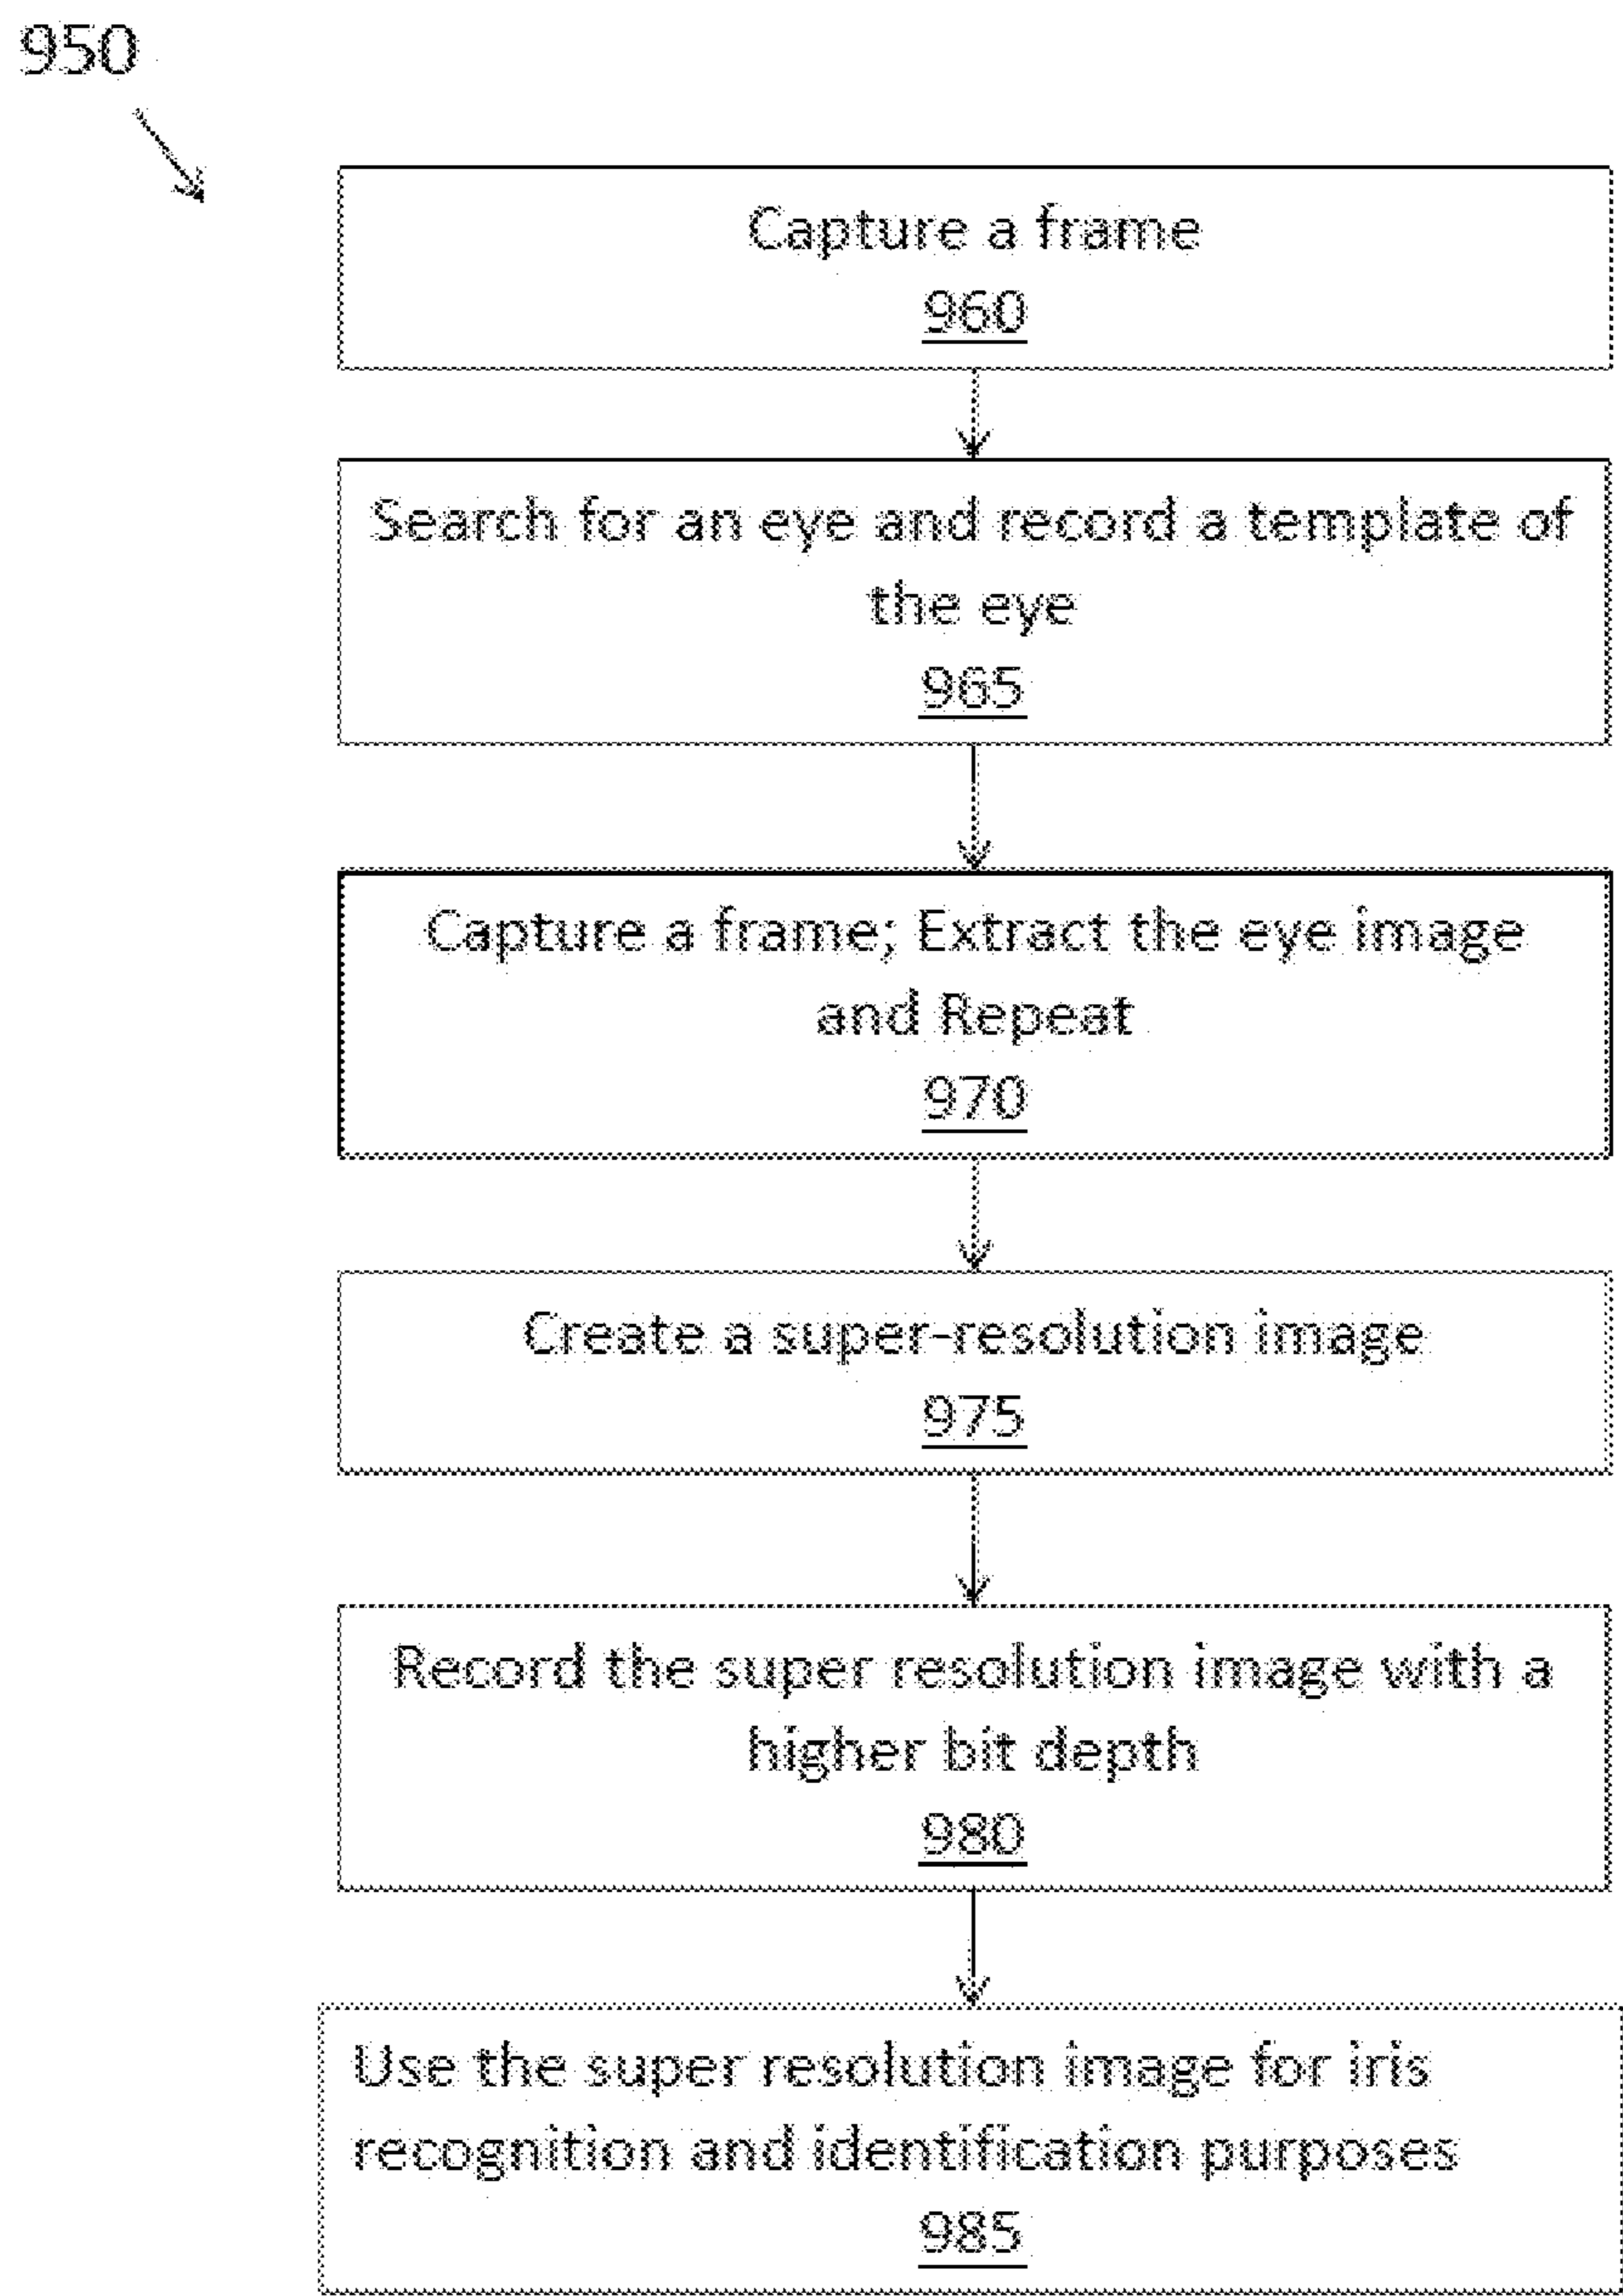 950
Capture a frame
960
Search for an eye and record a template of
the eye
965
Capture a frame; Extract the eye image
and Repeat
970
Create a super-resolution image
975
Record the super resolution image with a
higher bit depth
980
Use the super resolution image for iris
recognition and identification purposes
985